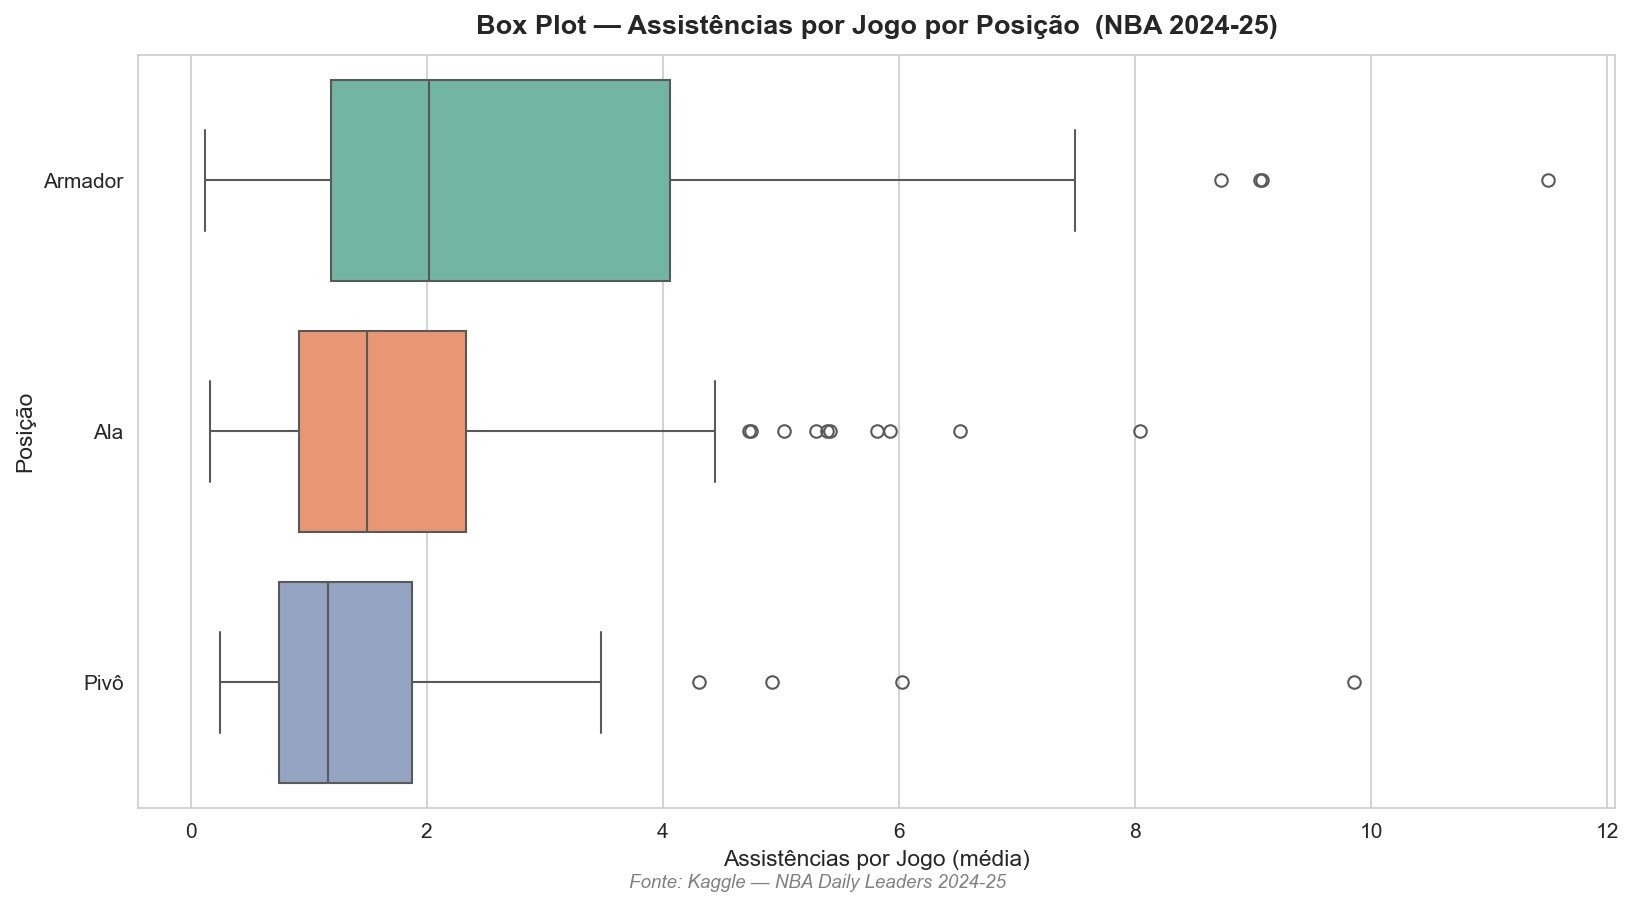 Box Plot — Assistências por Jogo por Posição  (NBA 2024-25)
Armador
Ala
Pivô
Posição
0 2 4 6 8 10 12
Assistências por Jogo (média)
Fonte: Kaggle — NBA Daily Leaders 2024-25